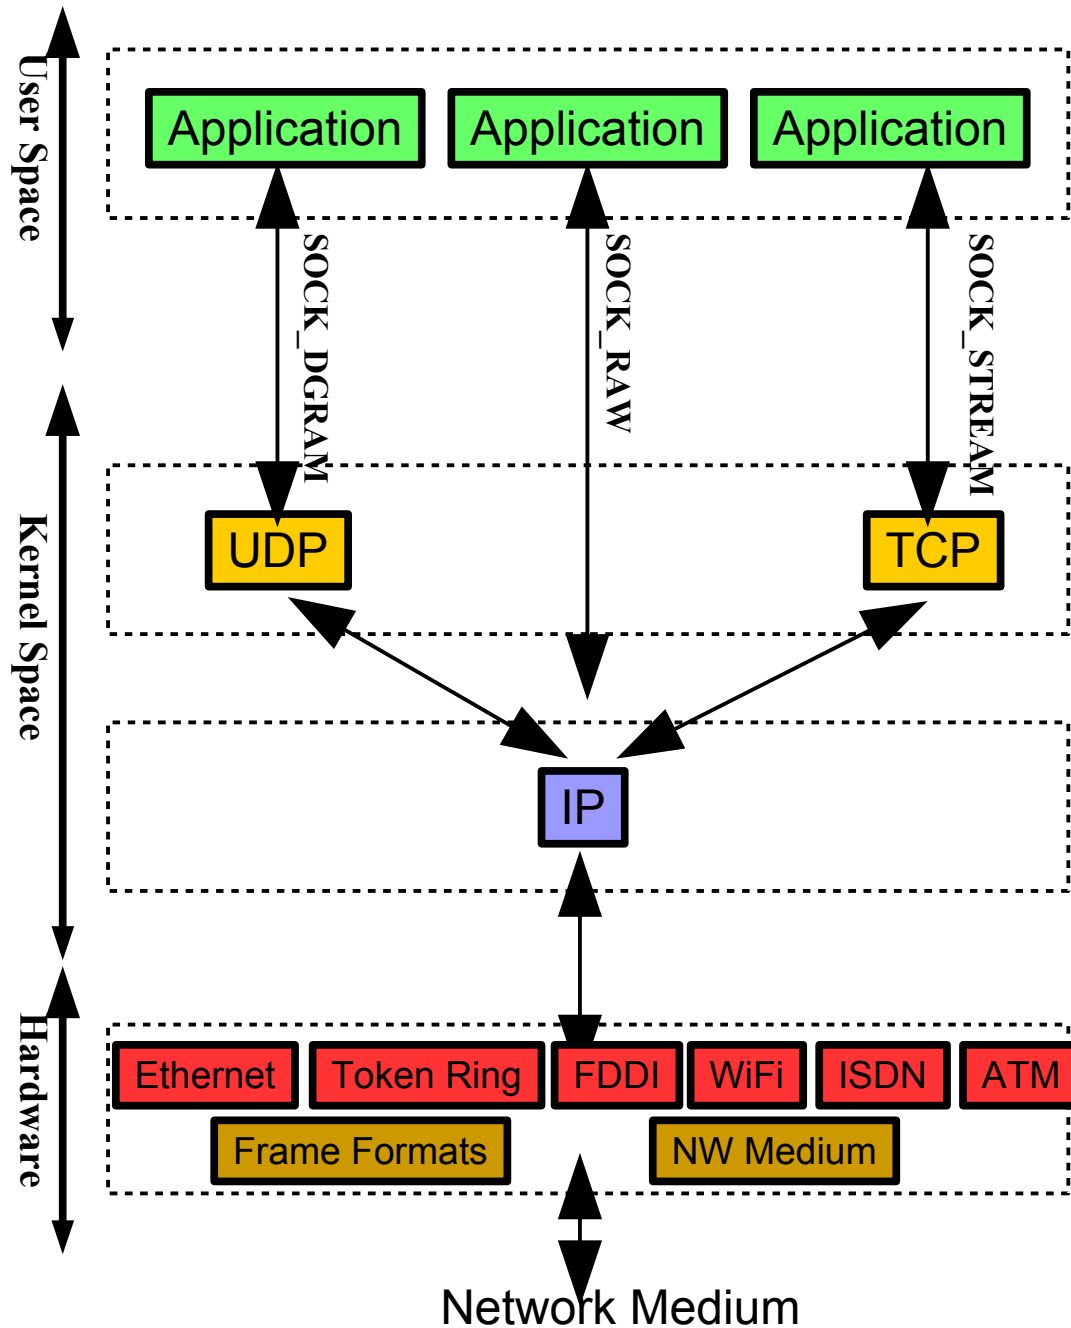 User Space
Application
Application
Application
SOCK_DGRAM
SOCK_RAW
SOCK_STREAM
Kernel Space
UDP
TCP
IP
Hardware
Ethernet
Token Ring
FDDI
WiFi
ISDN
ATM
Frame Formats
NW Medium
Network Medium